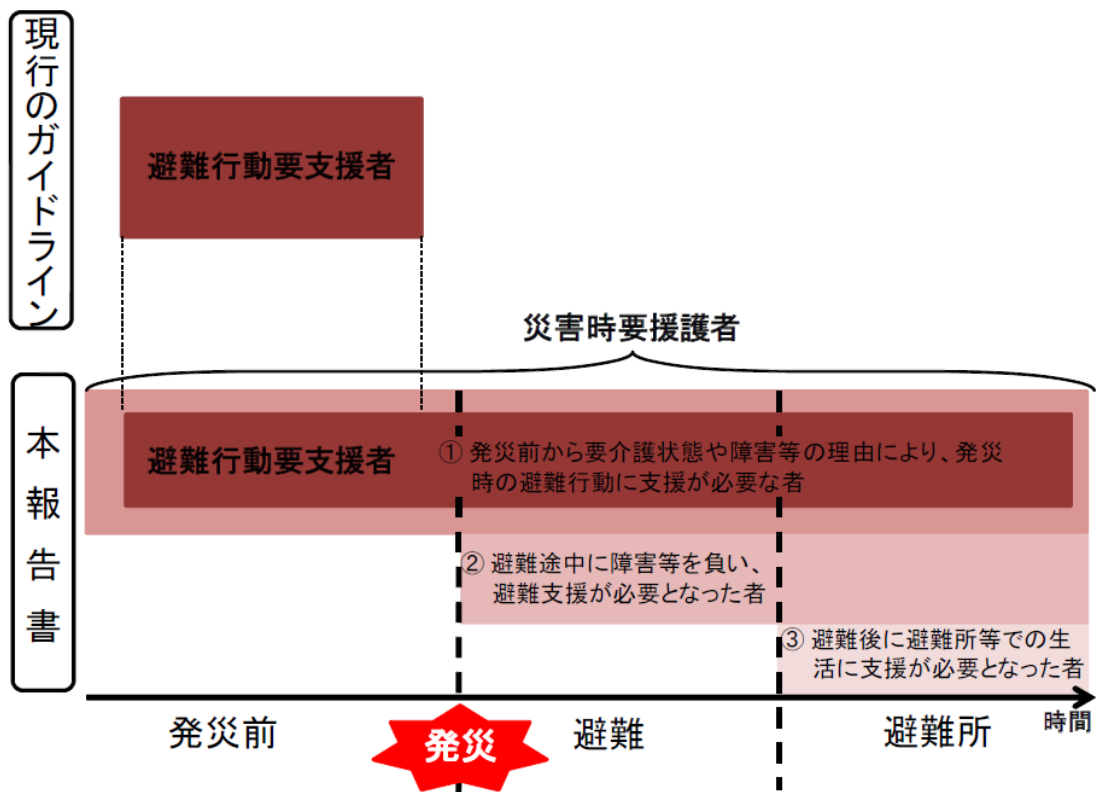 現行のガイドライン
避難行動要支援者
災害時要援護者
本報告書
避難行動要支援者
① 発災前から要介護状態や障害等の理由により、発災
時の避難行動に支援が必要な者
② 避難途中に障害等を負い、
避難支援が必要となった者
③ 避難後に避難所等での生
活に支援が必要となった者
時間
発災前
発災
避難
避難所